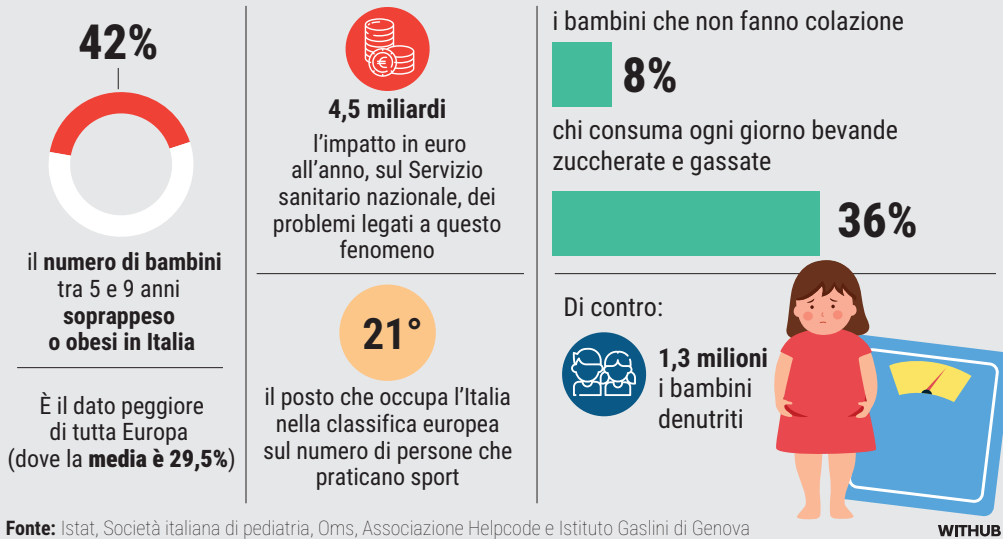 42%
il numero di bambini
tra 5 e 9 anni
soprappeso
o obesi in Italia
È il dato peggiore
di tutta Europa
(dove la media è 29,5%)
4,5 miliardi
l'impatto in euro
all'anno, sul Servizio
sanitario nazionale, dei
problemi legati a questo
fenomeno
21°
il posto che occupa l'Italia
nella classifica europea
sul numero di persone che
praticano sport
i bambini che non fanno colazione
8%
chi consuma ogni giorno bevande
zuccherate e gassate
36%
Di contro:
1,3 milioni
i bambini
denutriti
Fonte: Istat, Società italiana di pediatria, Oms, Associazione Helpcode e Istituto Gaslini di Genova
WITHUB